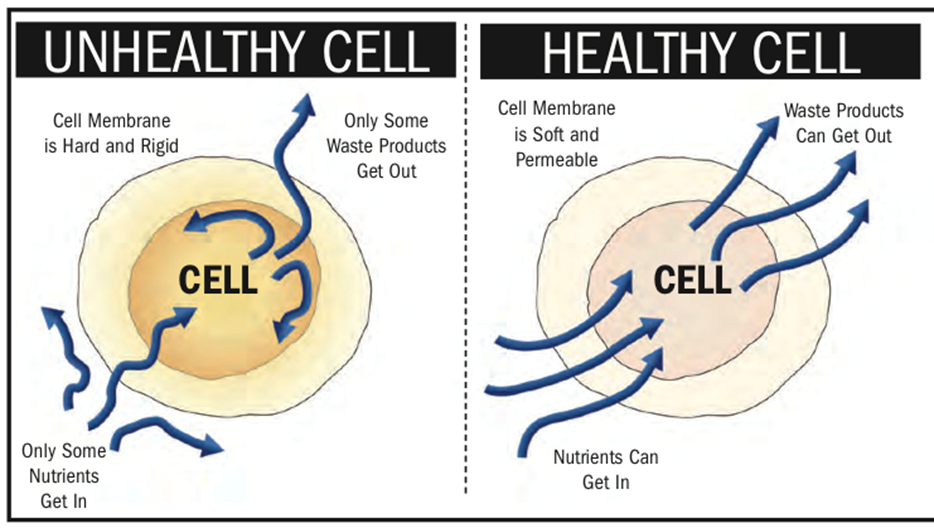 UNHEALTHY CELL
Cell Membrane
is Hard and Rigid
Only Some
Waste Products
Get Out
CELL
Only Some
Nutrients
Get In
HEALTHY CELL
Cell Membrane
is Soft and
Permeable
Waste Products
Can Get Out
CELL
Nutrients Can
Get In